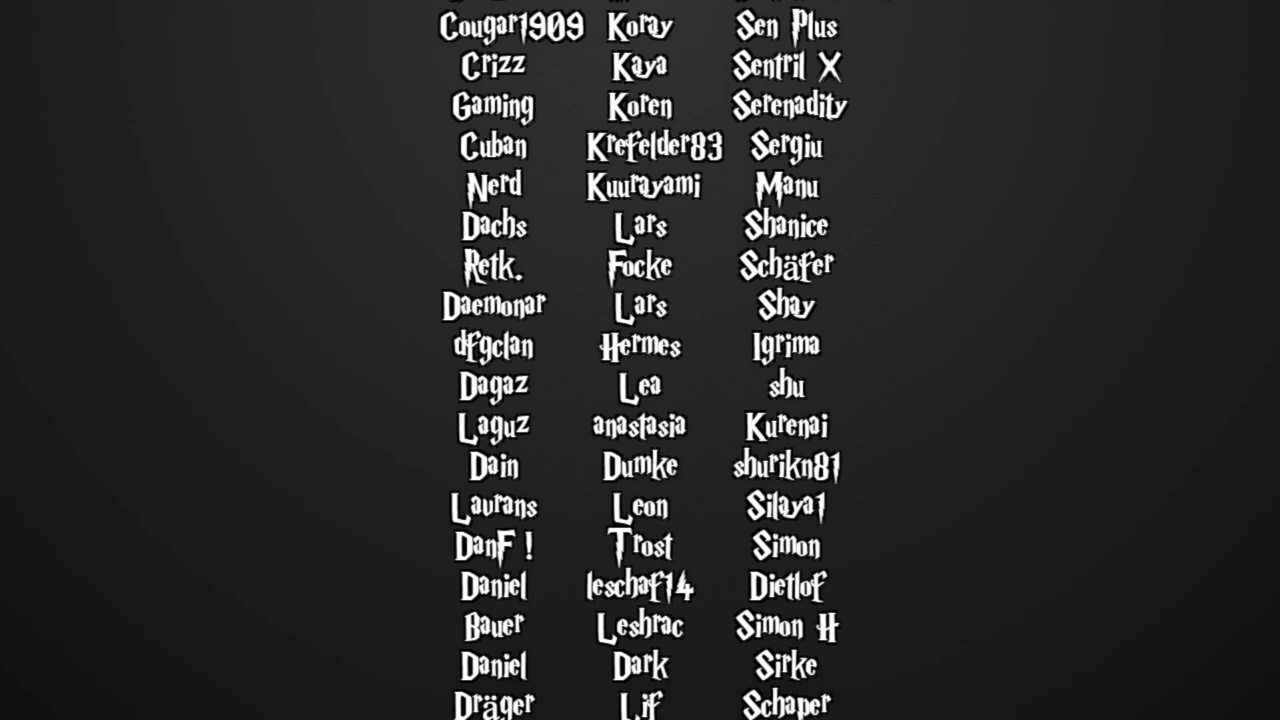 Cougar1909 Koray Sen Plus
Crizz Kaya Sentril X
Gaming Koren Serenadity
Cuban Krefelder83 Sergiu
Nerd Kuurayami Manu
Dachs Lars Shanice
Retk. Focke Schäfer
Daemonar Lars Shay
dfgclan Hermes Igrima
Dagaz Lea shu
Laguz anastasia Kurenai
Dain Dumke shurikn81
Lavrans Leon Silaya1
DanF ! Trost Simon
Daniel leschaf14 Dietlof
Bauer Leshrac Simon H
Daniel Dark Sirke
Dräger Lif Schaper